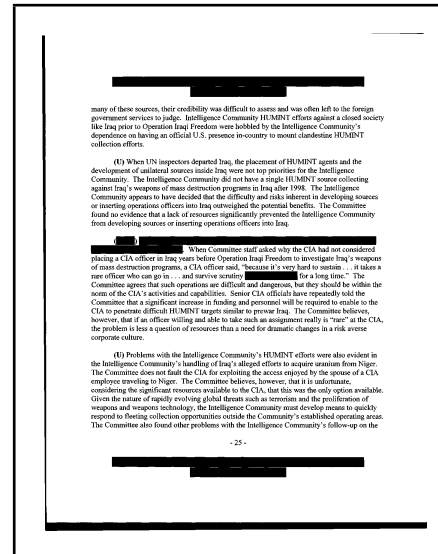 many of these sources, their credibility was difficult to assess and was often left to the foreign
government services to judge. Intelligence Community HUMINT efforts against a closed society
like Iraq prior to Operation Iraqi Freedom were hobbled by the Intelligence Community's
dependence on having an official U.S. presence in-country to mount clandestine HUMINT
collection efforts.
(U) When UN inspectors departed Iraq, the placement of HUMINT agents and the
development of unilateral sources inside Iraq were not top priorities for the Intelligence
Community. The Intelligence Community did not have a single HUMINT source collecting
against Iraq's weapons of mass destruction programs in Iraq after 1998. The Intelligence
Community appears to have decided that the difficulty and risks inherent in developing sources
or inserting operations officers into Iraq outweighed the potential benefits. The Committee
found no evidence that a lack of resources significantly prevented the Intelligence Community
from developing sources or inserting operations officers into Iraq.
. When Committee staff asked why the CIA had not considered
placing a CIA officer in Iraq years before Operation Iraqi Freedom to investigate Iraq's weapons
of mass destruction programs, a CIA officer said, "because it's very hard to sustain . . . it takes a
rare officer who can go in . . . and survive scrutiny for a long time." The
Committee agrees that such operations are difficult and dangerous, but they should be within the
norm of the CIA's activities and capabilities. Senior CIA officials have repeatedly told the
Committee that a significant increase in funding and personnel will be required to enable to the
CIA to penetrate difficult HUMINT targets similar to prewar Iraq. The Committee believes,
however, that if an officer willing and able to take such an assignment really is "rare" at the CIA,
the problem is less a question of resources than a need for dramatic changes in a risk averse
corporate culture.
(U) Problems with the Intelligence Community's HUMINT efforts were also evident in
the Intelligence Community's handling of Iraq's alleged efforts to acquire uranium from Niger.
The Committee does not fault the CIA for exploiting the access enjoyed by the spouse of a CIA
employee traveling to Niger. The Committee believes, however, that it is unfortunate,
considering the significant resources available to the CIA, that this was the only option available.
Given the nature of rapidly evolving global threats such as terrorism and the proliferation of
weapons and weapons technology, the Intelligence Community must develop means to quickly
respond to fleeting collection opportunities outside the Community's established operating areas.
The Committee also found other problems with the Intelligence Community's follow-up on the
- 25 -